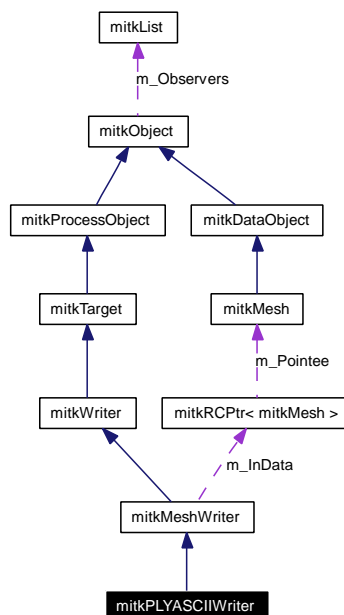 mitkList
m_Observers
mitkObject
mitkProcessObject
mitkDataObject
mitkTarget
mitkMesh
m_Pointee
mitkWriter
mitkRCPtr< mitkMesh >
m_InData
mitkMeshWriter
mitkPLYASCIIWriter